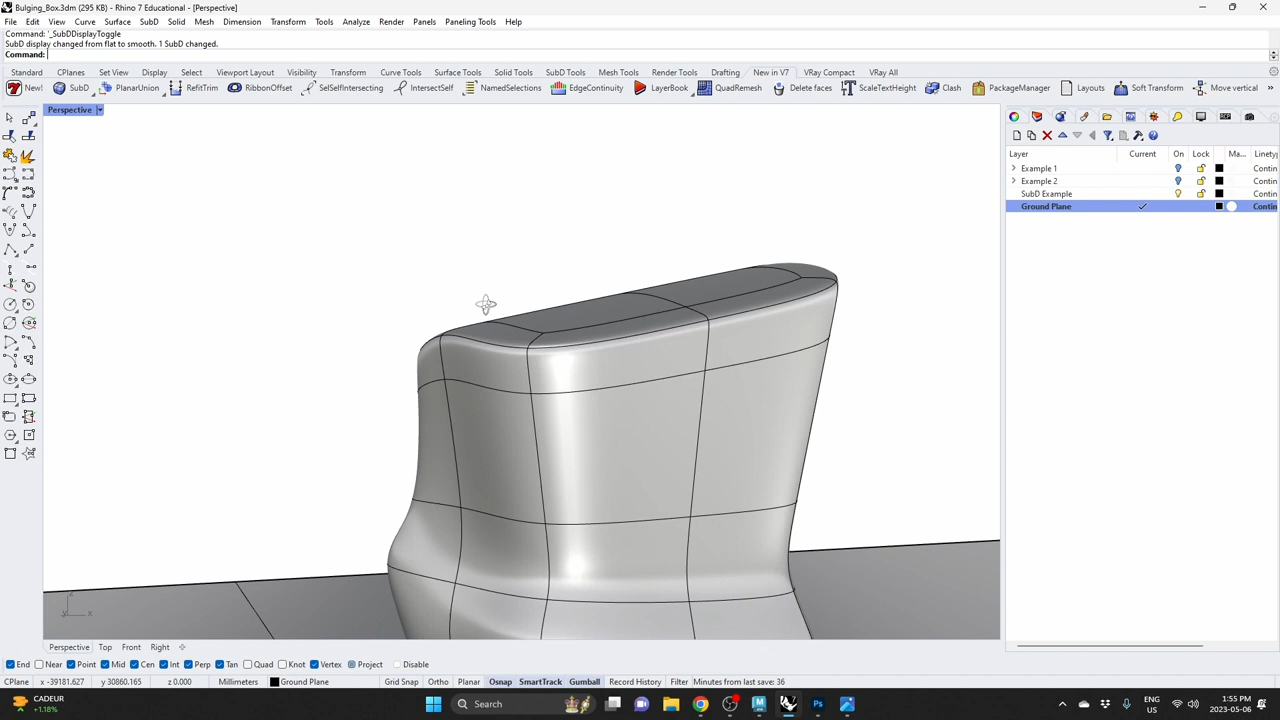 Bulging_Box.3dm (295 KB) - Rhino 7 Educational - [Perspective]
File Edit View Curve Surface SubD Solid Mesh Dimension Transform Tools Analyze Render Panels Paneling Tools Help
Command: '_SubDDisplayToggle
SubD display changed from flat to smooth. 1 SubD changed.
Command:
Standard CPlanes Set View Display Select Viewport Layout Visibility Transform Curve Tools Surface Tools Solid Tools SubD Tools Mesh Tools Render Tools Drafting New in V7 VRay Compact VRay All
New! SubD PlanarUnion RefitTrim RibbonOffset SelSelfIntersecting IntersectSelf NamedSelections EdgeContinuity LayerBook QuadRemesh Delete faces ScaleTextHeight Clash PackageManager Layouts Soft Transform Move vertical »
Perspective
Layer Current On Lock Ma... Linety
Example 1 Contin
Example 2 Contin
SubD Example Contin
Ground Plane Contin
z
y x
Perspective Top Front Right
End Near Point Mid Cen Int Perp Tan Quad Knot Vertex Project Disable
CPlane x -39181.627 y 30860.165 z 0.000 Millimeters Ground Plane Grid Snap Ortho Planar Osnap SmartTrack Gumball Record History Filter Minutes from last save: 36
CADEUR
+1.18%
Search
ENG
US
1:55 PM
2023-05-06